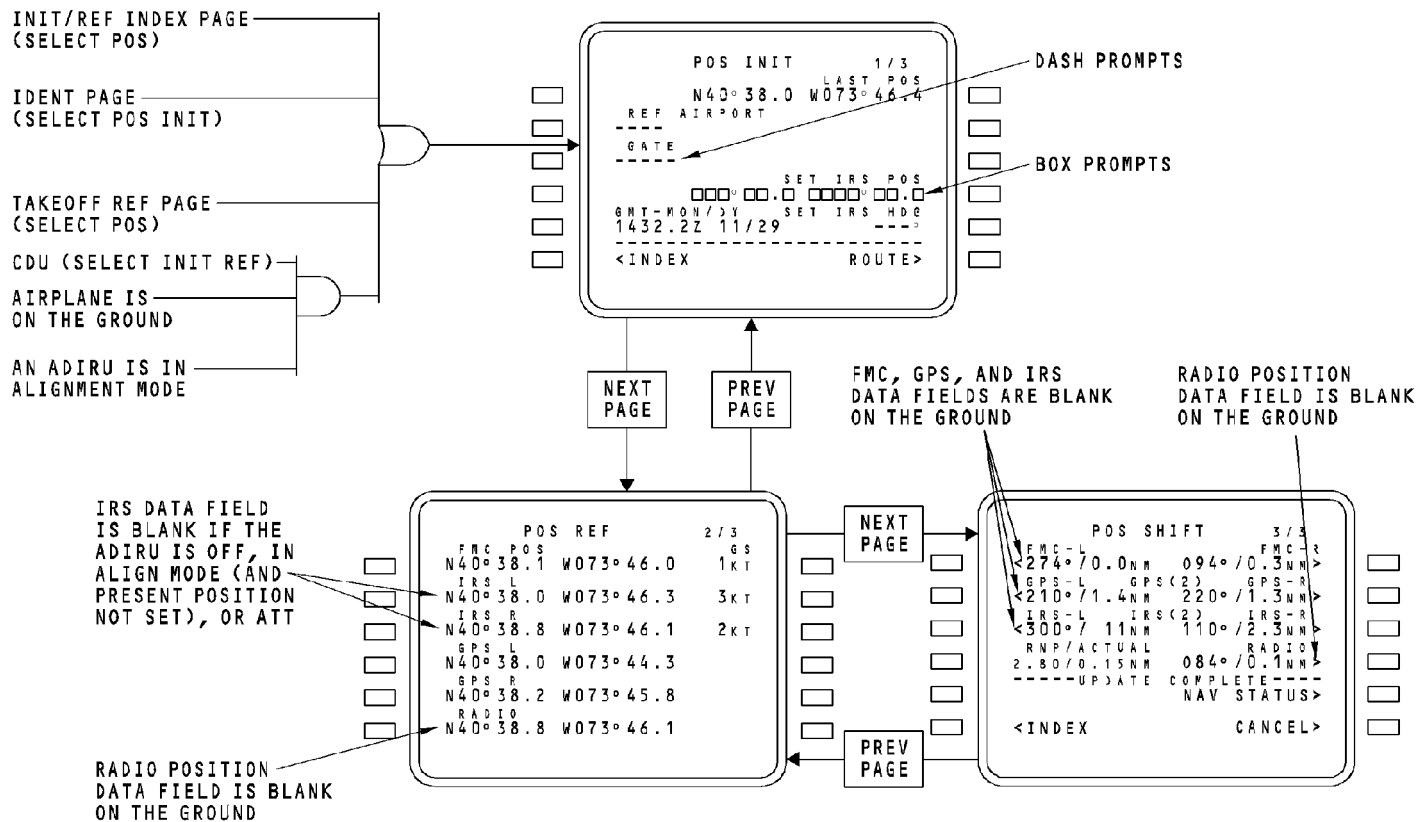 INIT/REF INDEX PAGE
(SELECT POS)
IDENT PAGE
(SELECT POS INIT)
TAKEOFF REF PAGE
(SELECT POS)
CDU (SELECT INIT REF)
AIRPLANE IS
ON THE GROUND
AN ADIRU IS IN
ALIGNMENT MODE
POS INIT 1/3
LAST POS
N40°38.0 W073°46.4
REF AIRPORT
----
GATE
-----
SET IRS POS
□□□°□□.□ □□□□°□□.□
GMT-MON/DY SET IRS HDG
1432.2Z 11/29 ---°
<INDEX ROUTE>
DASH PROMPTS
BOX PROMPTS
NEXT
PAGE
PREV
PAGE
FMC, GPS, AND IRS
DATA FIELDS ARE BLANK
ON THE GROUND
RADIO POSITION
DATA FIELD IS BLANK
ON THE GROUND
IRS DATA FIELD
IS BLANK IF THE
ADIRU IS OFF, IN
ALIGN MODE (AND
PRESENT POSITION
NOT SET), OR ATT
RADIO POSITION
DATA FIELD IS BLANK
ON THE GROUND
POS REF 2/3
FMC POS GS
N40°38.1 W073°46.0 1KT
IRS L
N40°38.0 W073°46.3 3KT
IRS R
N40°38.8 W073°46.1 2KT
GPS L
N40°38.0 W073°44.3
GPS R
N40°38.2 W073°45.8
RADIO
N40°38.8 W073°46.1
NEXT
PAGE
PREV
PAGE
POS SHIFT 3/3
FMC-L FMC-R
<274°/0.0NM 094°/0.3NM>
GPS-L GPS(2) GPS-R
<210°/1.4NM 220°/1.3NM>
IRS-L IRS(2) IRS-R
<300°/ 11NM 110°/2.3NM>
RNP/ACTUAL RADIO
2.80/0.15NM 084°/0.1NM>
-----UPDATE COMPLETE----
NAV STATUS>
<INDEX CANCEL>